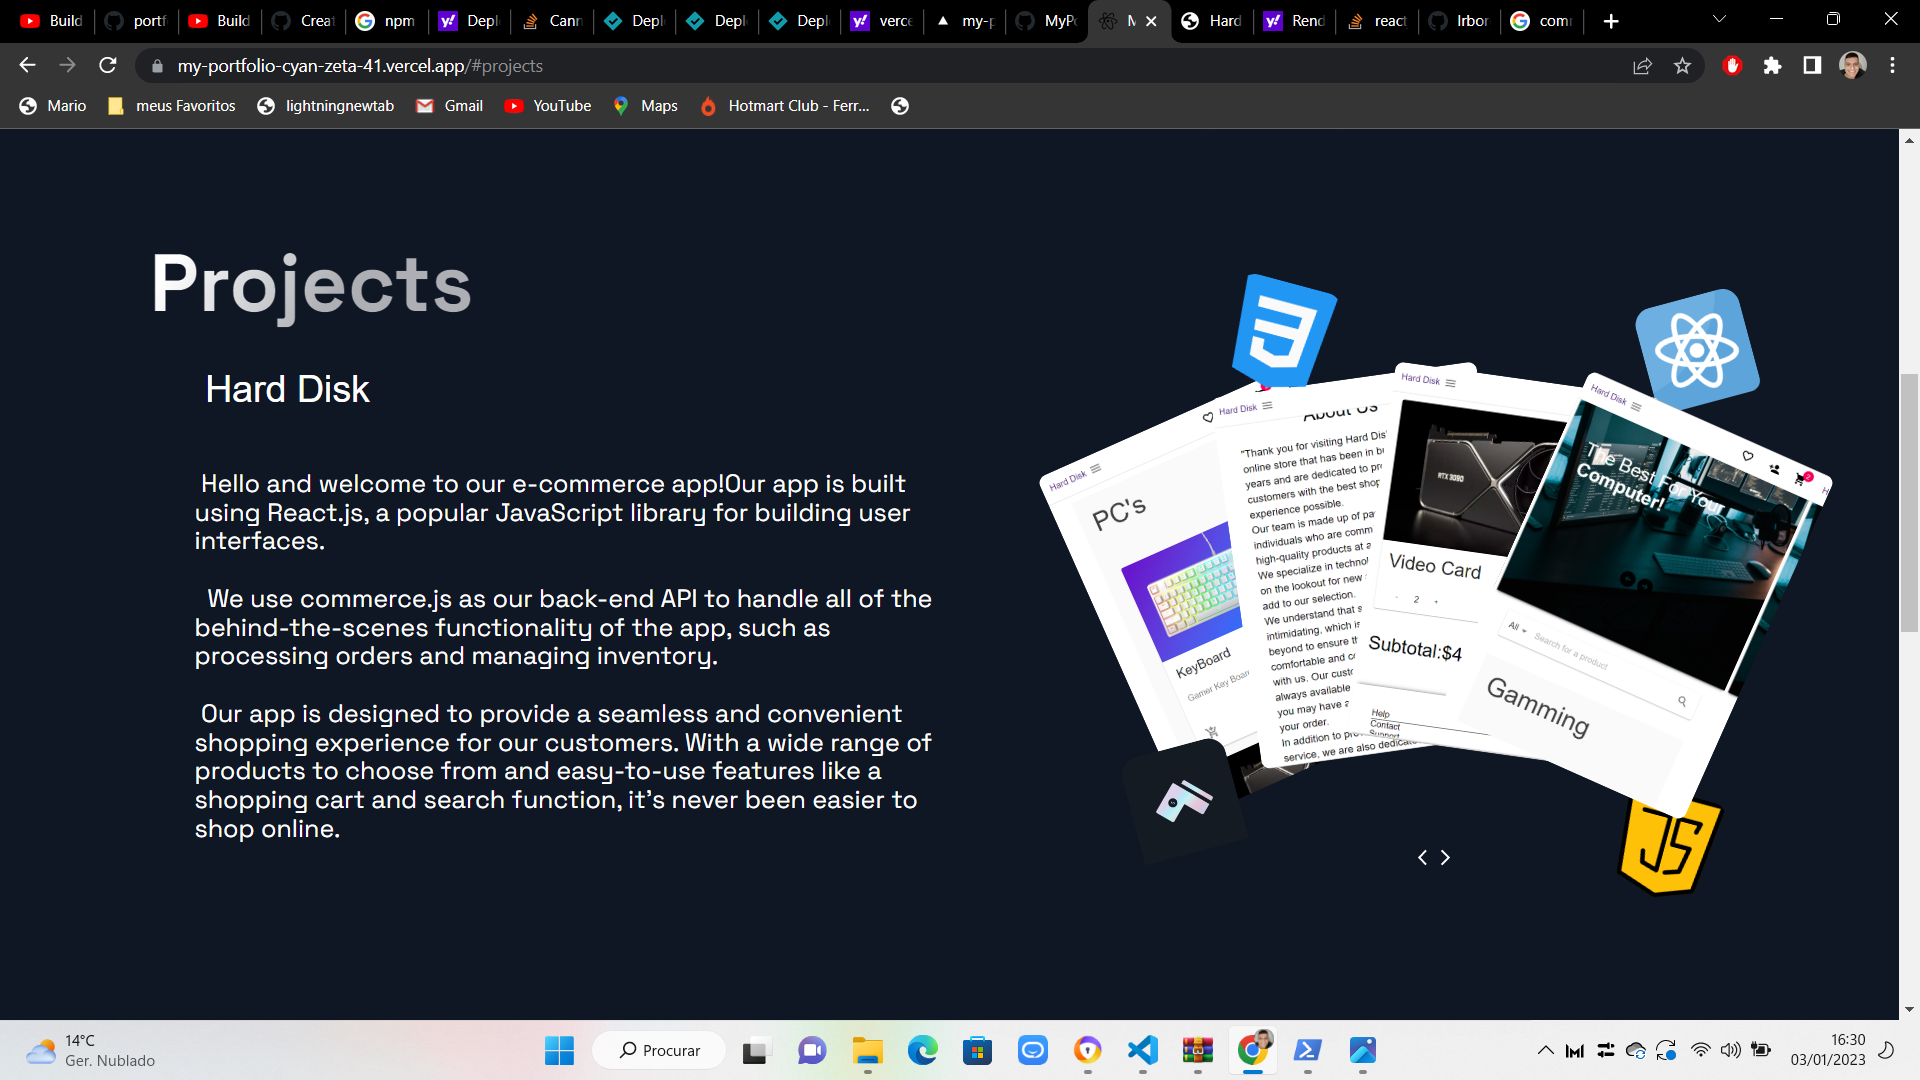 Build
portf
Build
Creat
npm
Depl
Cann
Depl
Depl
Depl
verce
my-p
MyPo
M
Hard
Rend
react
Irbor
comm
my-portfolio-cyan-zeta-41.vercel.app/#projects
Mario
meus Favoritos
lightningnewtab
Gmail
YouTube
Maps
Hotmart Club - Ferr...
Projects
Hard Disk
Hello and welcome to our e-commerce app!Our app is built
using React.js, a popular JavaScript library for building user
interfaces.
We use commerce.js as our back-end API to handle all of the
behind-the-scenes functionality of the app, such as
processing orders and managing inventory.
Our app is designed to provide a seamless and convenient
shopping experience for our customers. With a wide range of
products to choose from and easy-to-use features like a
shopping cart and search function, it's never been easier to
shop online.
Hard Disk
PC's
KeyBoard
Gamer Key Boar
Hard Disk
About Us
"Thank you for visiting Hard Dis
online store that has been in b
years and are dedicated to pr
customers with the best shop
experience possible.
Our team is made up of pa
individuals who are comm
high-quality products at a
We specialize in technol
on the lookout for new
add to our selection.
We understand that s
intimidating, which i
beyond to ensure th
comfortable and c
with us. Our cust
always available
you may have a
your order.
In addition to pro
service, we are also dedicat
Hard Disk
RTX 3090
Video Card
- 2 +
Subtotal:$4
Help
Contact
Support
Hard Disk
2
H
The Best For Your
Computer!
All
Search for a product
Gamming
JS
14°C
Ger. Nublado
Procurar
16:30
03/01/2023